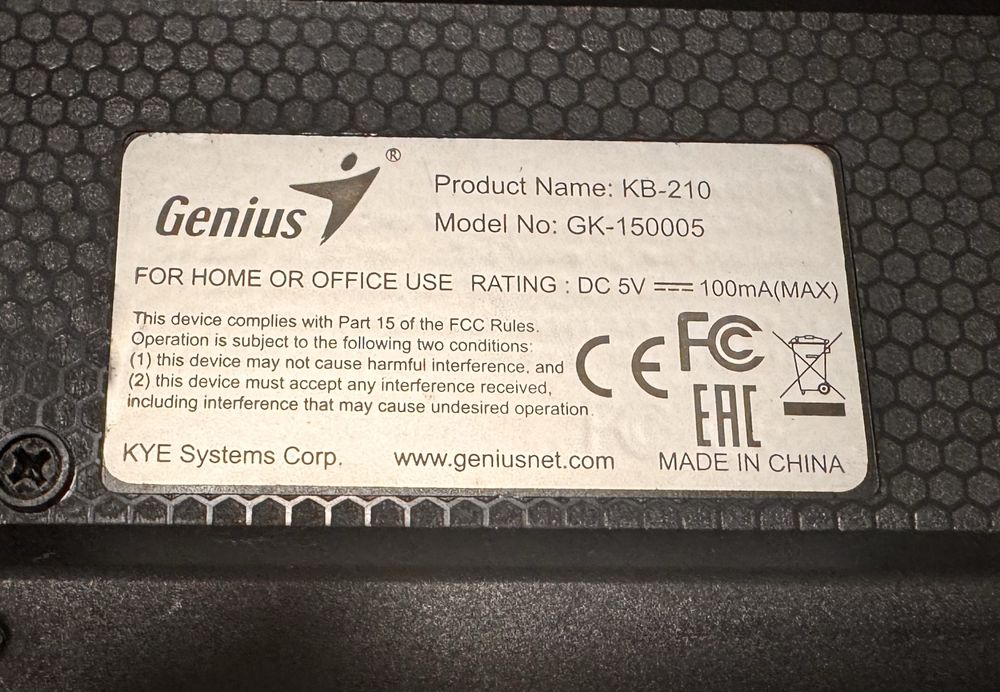 Genius®
Product Name: KB-210
Model No: GK-150005
FOR HOME OR OFFICE USE RATING : DC 5V ⎓ 100mA(MAX)
This device complies with Part 15 of the FCC Rules.
Operation is subject to the following two conditions:
(1) this device may not cause harmful interference, and
(2) this device must accept any interference received,
including interference that may cause undesired operation.
CE
FC
EAC
KYE Systems Corp. www.geniusnet.com MADE IN CHINA